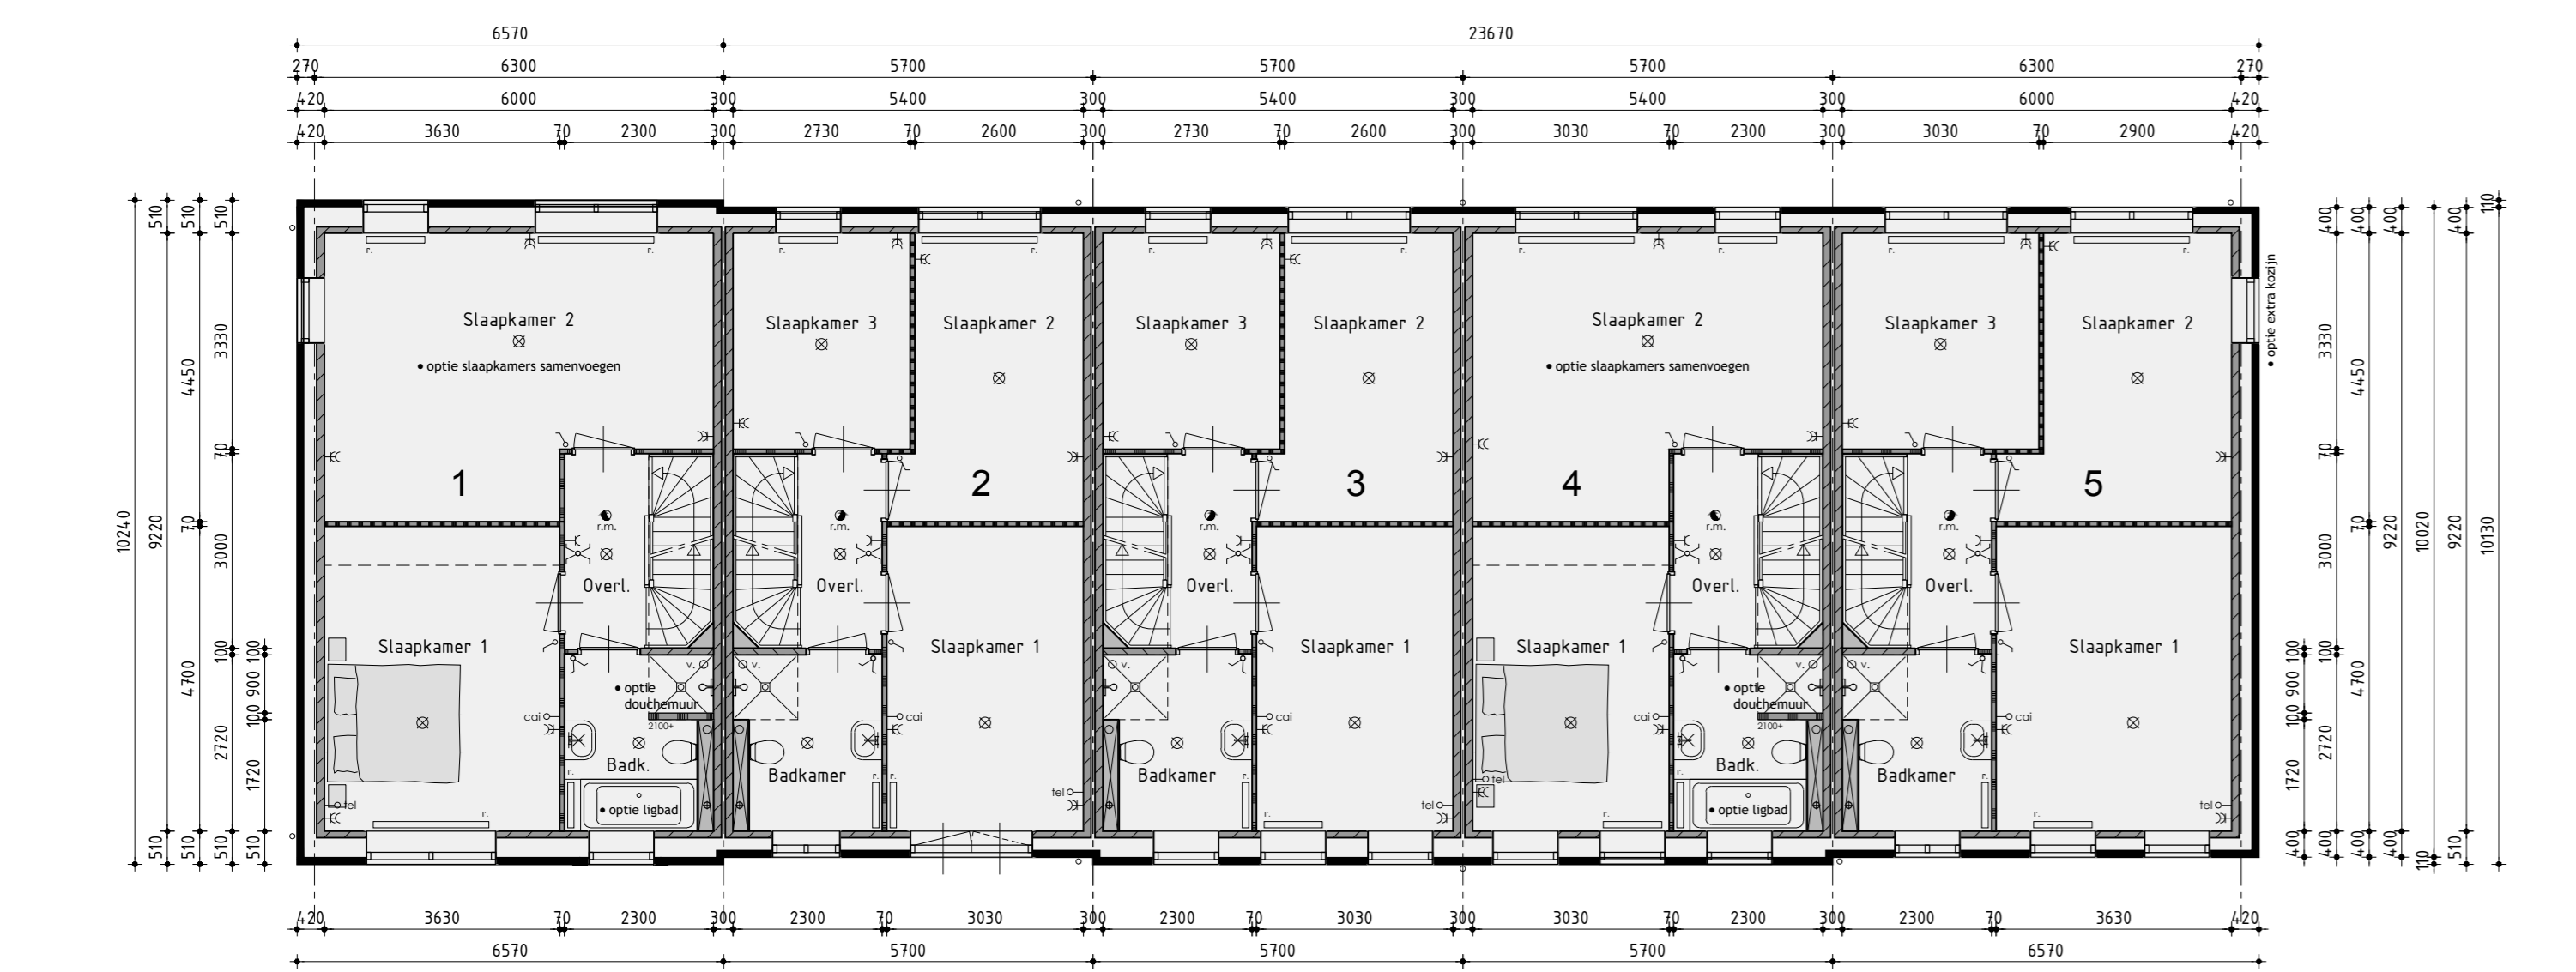 6570 23670
270 6300 5700 5700 5700 6300 270
420 6000 300 5400 300 5400 300 5400 300 6000 420
420 3630 70 2300 300 2730 70 2600 300 2730 70 2600 300 3030 70 2300 300 3030 70 2900 420
10240
510 9220 510
510 4450 70 4700 510
510 3330 70 3000 100 2720 510
100 900 100 1720 510
r. r. r. r. r. r. r. r. r. r.
Slaapkamer 2
• optie slaapkamers samenvoegen
1
r.m.
Overl.
Slaapkamer 1
cai
tel
r.
v.
• optie
douchemuur
2100+
Badk.
r.
• optie ligbad
Slaapkamer 3
Slaapkamer 2
2
r.m.
Overl.
Slaapkamer 1
v.
cai
Badkamer
r. r.
tel
Slaapkamer 3
Slaapkamer 2
3
r.m.
Overl.
Slaapkamer 1
v.
cai
Badkamer
r. r.
tel
Slaapkamer 2
• optie slaapkamers samenvoegen
4
r.m.
Overl.
Slaapkamer 1
cai
tel
r.
v.
• optie
douchemuur
2100+
Badk.
r.
• optie ligbad
Slaapkamer 3
Slaapkamer 2
5
r.m.
Overl.
Slaapkamer 1
v.
cai
Badkamer
r. r.
tel
• optie extra kozijn
100 900 100 1720 400
400 3330 70 3000 100 2720 400
400 4450 70 4700 400
400 9220 400
10020 110
400 9220 510
110 10130
420 3630 70 2300 300 2300 70 3030 300 2300 70 3030 300 3030 70 2300 300 2300 70 3630 420
6570 5700 5700 5700 6570